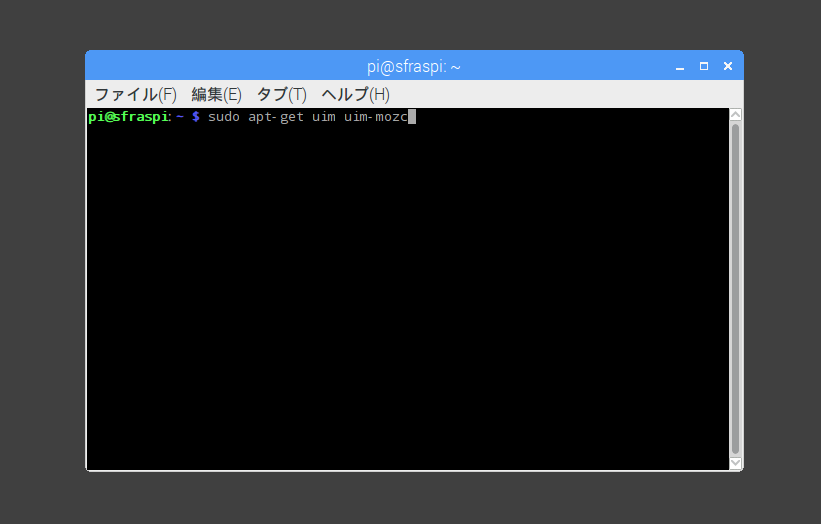 pi@sfraspi: ~
ファイル(F) 編集(E) タブ(T) ヘルプ(H)
pi@sfraspi: ~ $ sudo apt-get uim uim-mozc